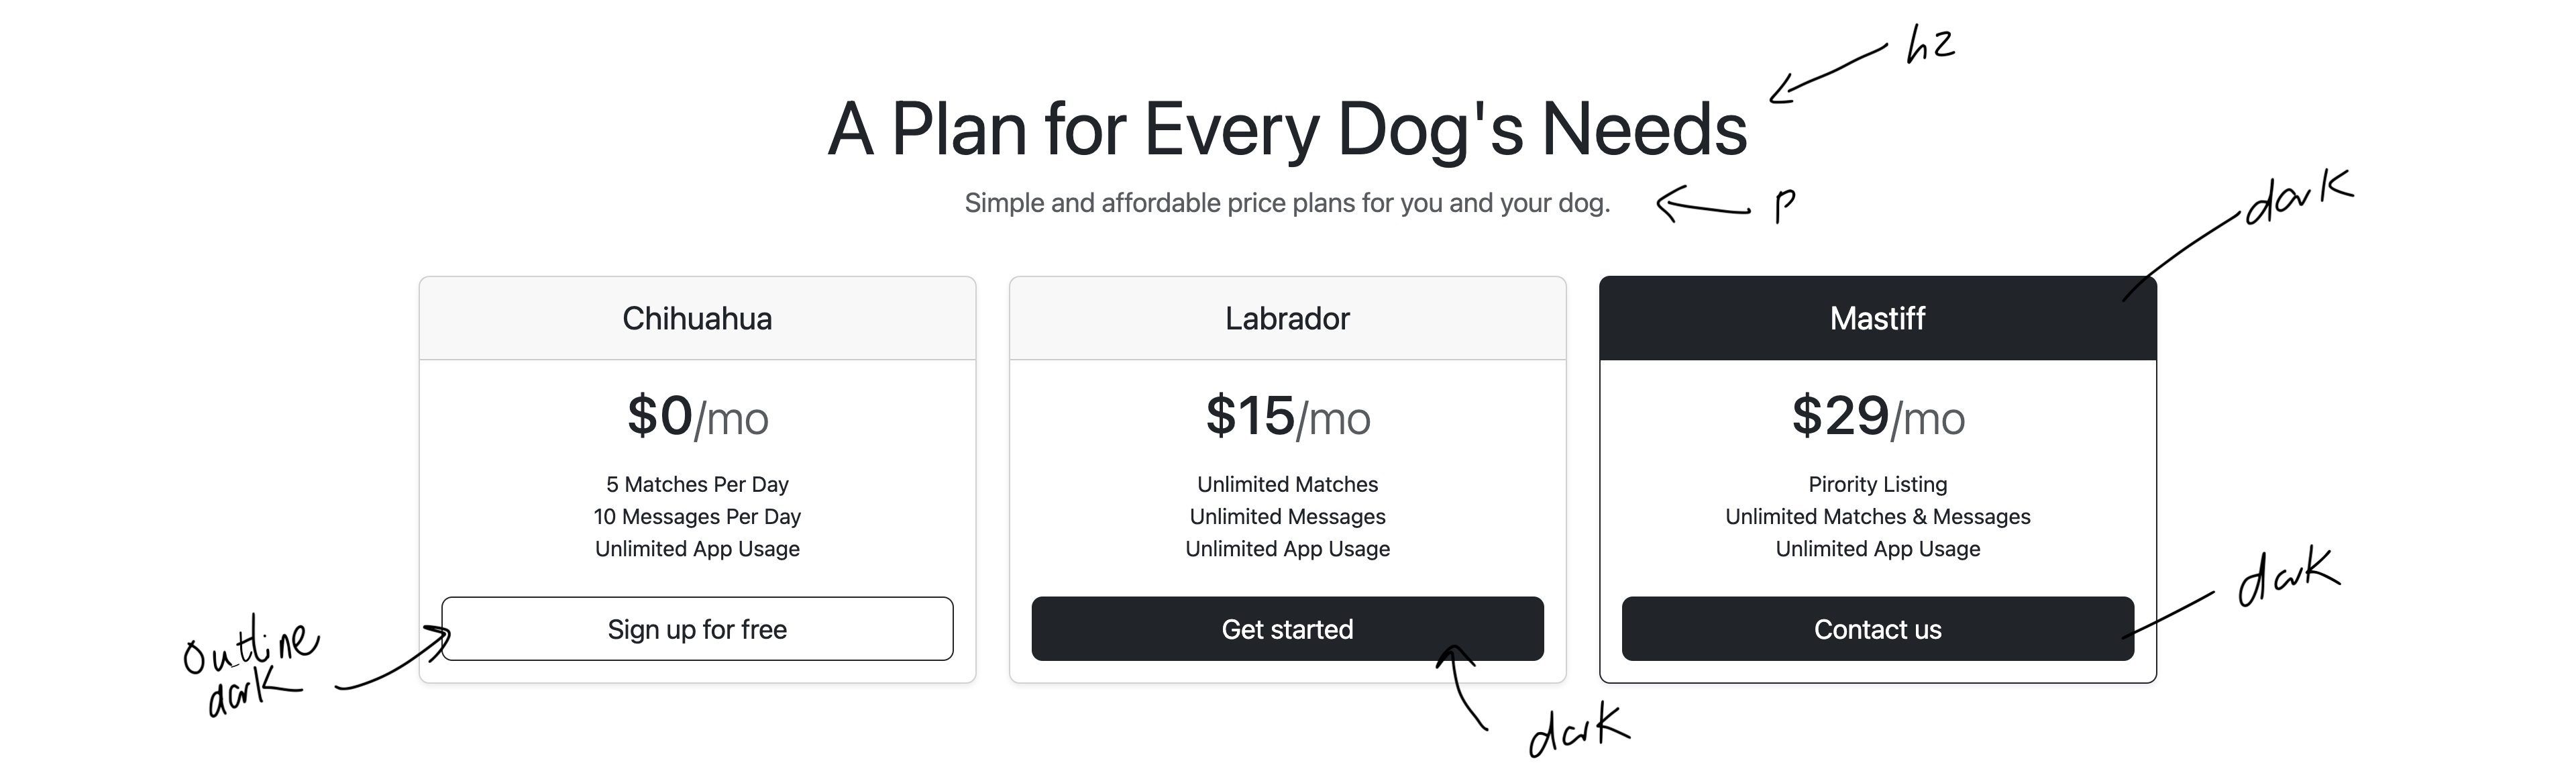 h2
A Plan for Every Dog's Needs
Simple and affordable price plans for you and your dog.
p
dark
Chihuahua
$0/mo
5 Matches Per Day
10 Messages Per Day
Unlimited App Usage
Sign up for free
outline
dark
Labrador
$15/mo
Unlimited Matches
Unlimited Messages
Unlimited App Usage
Get started
dark
Mastiff
$29/mo
Pirority Listing
Unlimited Matches & Messages
Unlimited App Usage
Contact us
dark